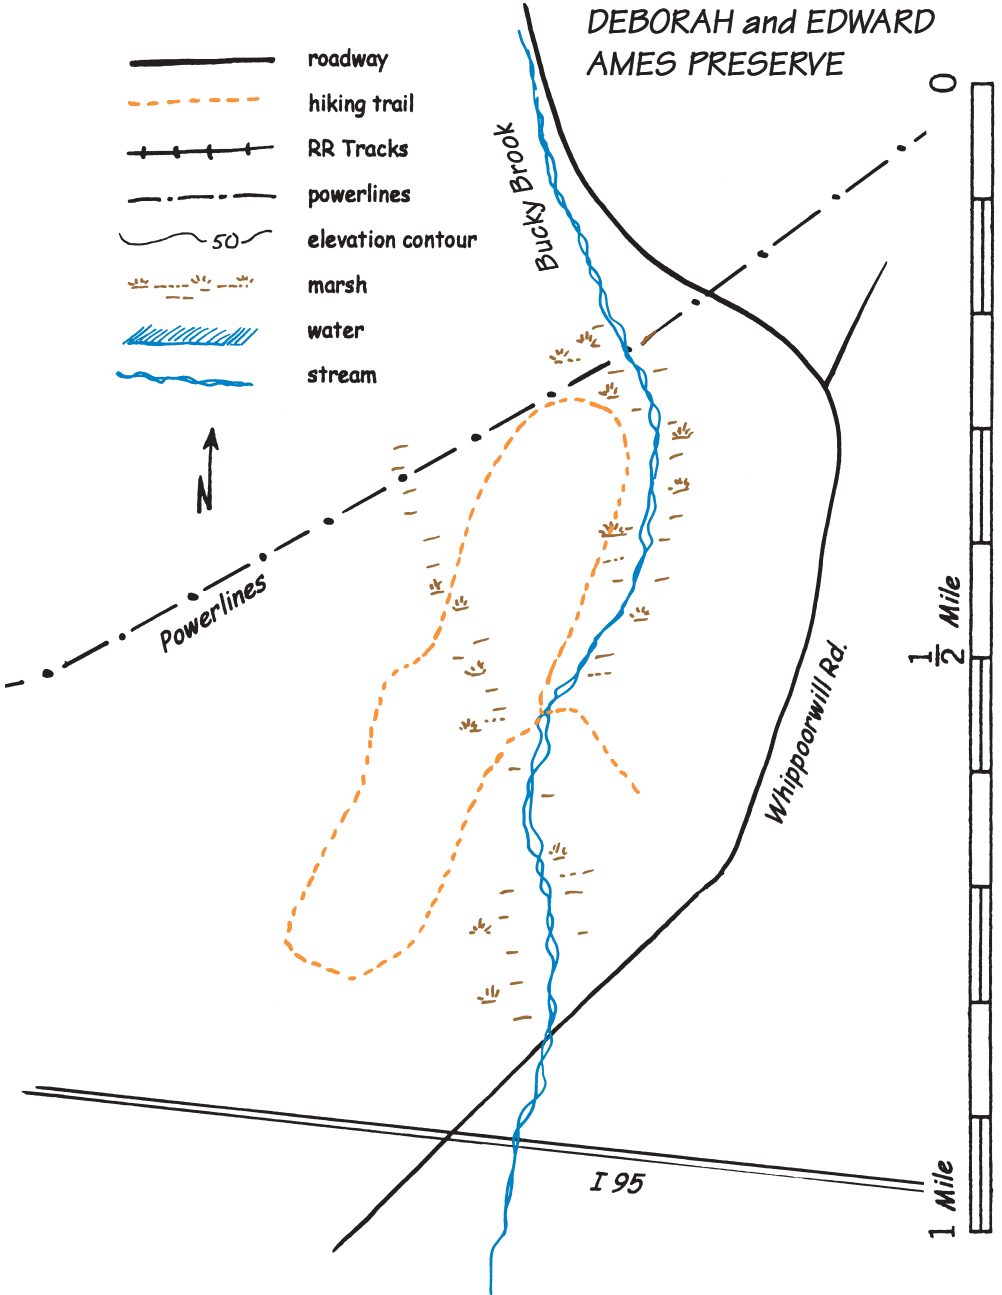 DEBORAH and EDWARD
AMES PRESERVE
roadway
hiking trail
RR Tracks
powerlines
50
elevation contour
marsh
water
stream
N
Bucky Brook
Powerlines
Whippoorwill Rd.
I 95
0
1/2 Mile
1 Mile